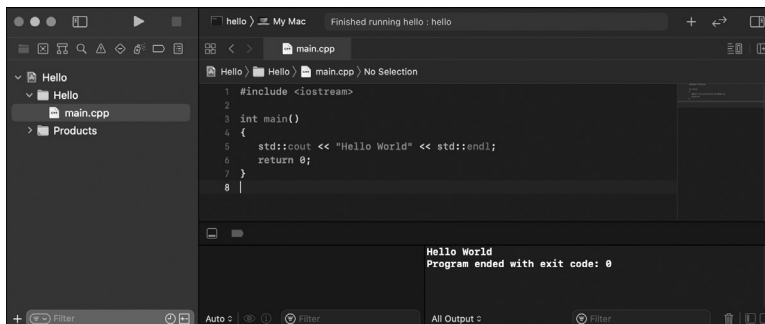 hello 〉 My Mac
Finished running hello : hello
main.cpp
Hello 〉 Hello 〉 main.cpp 〉 No Selection
Hello
Hello
main.cpp
Products
1 #include <iostream>
2
3 int main()
4 {
5 std::cout << "Hello World" << std::endl;
6 return 0;
7 }
8
Hello World
Program ended with exit code: 0
Filter
Auto
Filter
All Output
Filter